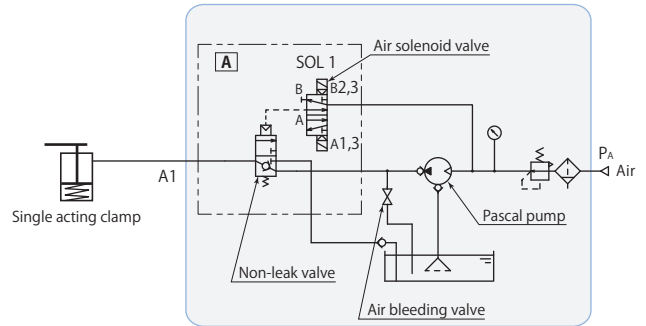 Air solenoid valve
A
SOL 1
B
B2,3
A
A1,3
PA
Air
A1
Single acting clamp
Pascal pump
Non-leak valve
Air bleeding valve